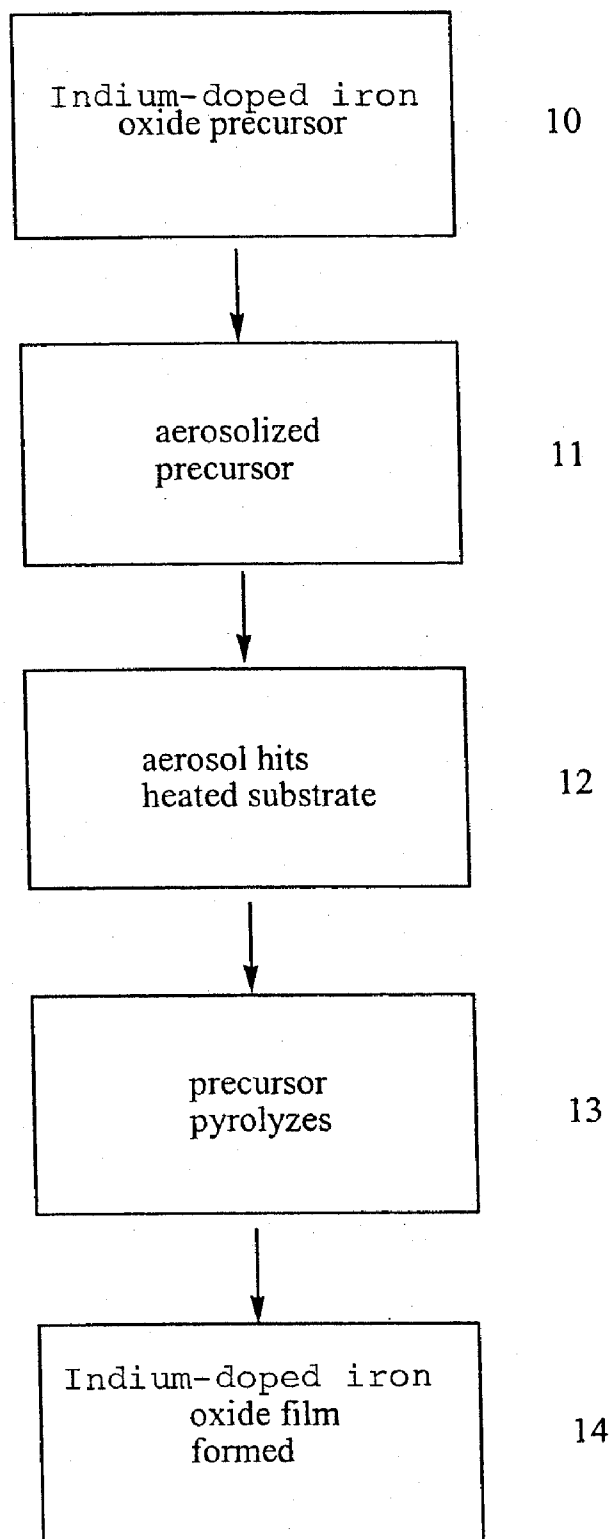 Indium-doped iron
oxide precursor
10
aerosolized
precursor
11
aerosol hits
heated substrate
12
precursor
pyrolyzes
13
Indium-doped iron
oxide film
formed
14